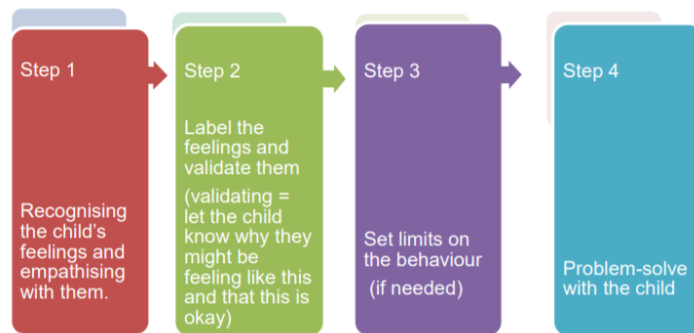 Step 1
Recognising
the child's
feelings and
empathising
with them.
Step 2
Label the
feelings and
validate them
(validating =
let the child
know why they
might be
feeling like this
and that this is
okay)
Step 3
Set limits on
the behaviour
(if needed)
Step 4
Problem-solve
with the child